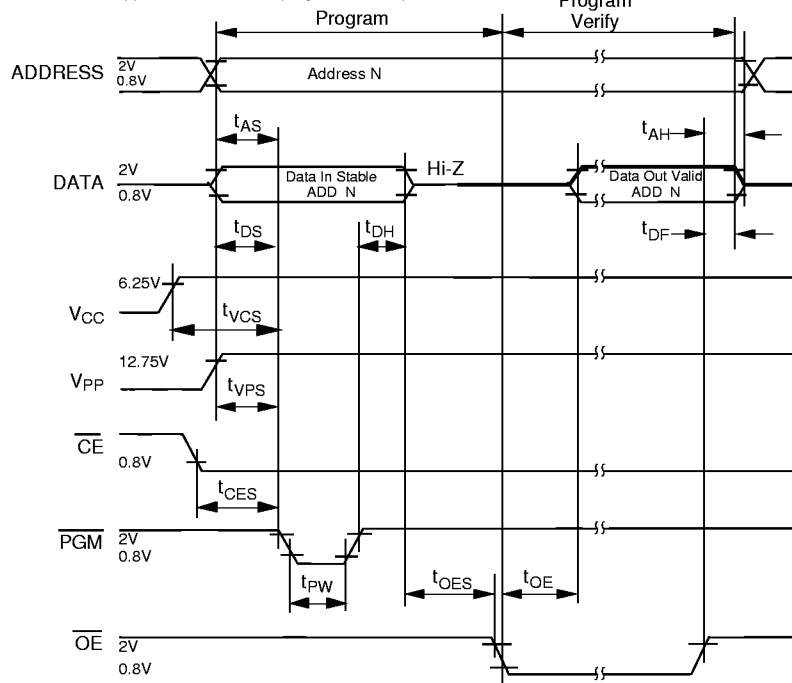 Program
Program
Verify
ADDRESS
2V
0.8V
Address N
tAS
tAH
DATA
2V
0.8V
Data In Stable
ADD N
Hi-Z
Data Out Valid
ADD N
tDS
tDH
tDF
VCC
6.25V
tVCS
VPP
12.75V
tVPS
CE
0.8V
tCES
PGM
2V
0.8V
tPW
tOES
tOE
OE
2V
0.8V